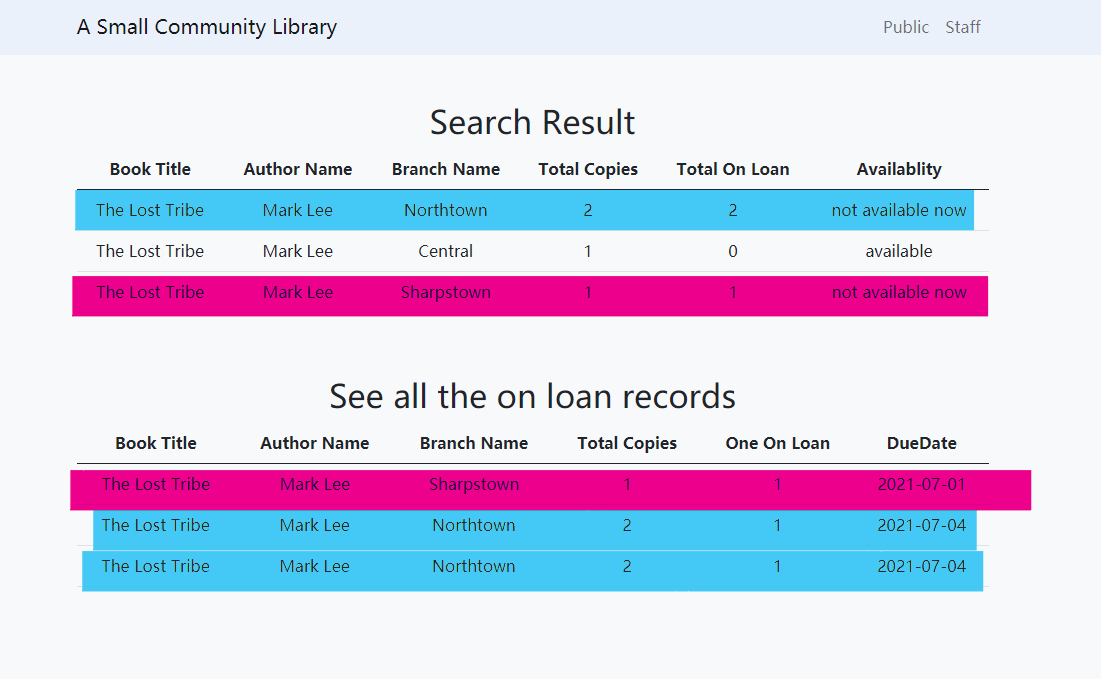 A Small Community Library Public Staff
Search Result
Book Title Author Name Branch Name Total Copies Total On Loan Availablity
The Lost Tribe Mark Lee Northtown 2 2 not available now
The Lost Tribe Mark Lee Central 1 0 available
The Lost Tribe Mark Lee Sharpstown 1 1 not available now
See all the on loan records
Book Title Author Name Branch Name Total Copies One On Loan DueDate
The Lost Tribe Mark Lee Sharpstown 1 1 2021-07-01
The Lost Tribe Mark Lee Northtown 2 1 2021-07-04
The Lost Tribe Mark Lee Northtown 2 1 2021-07-04